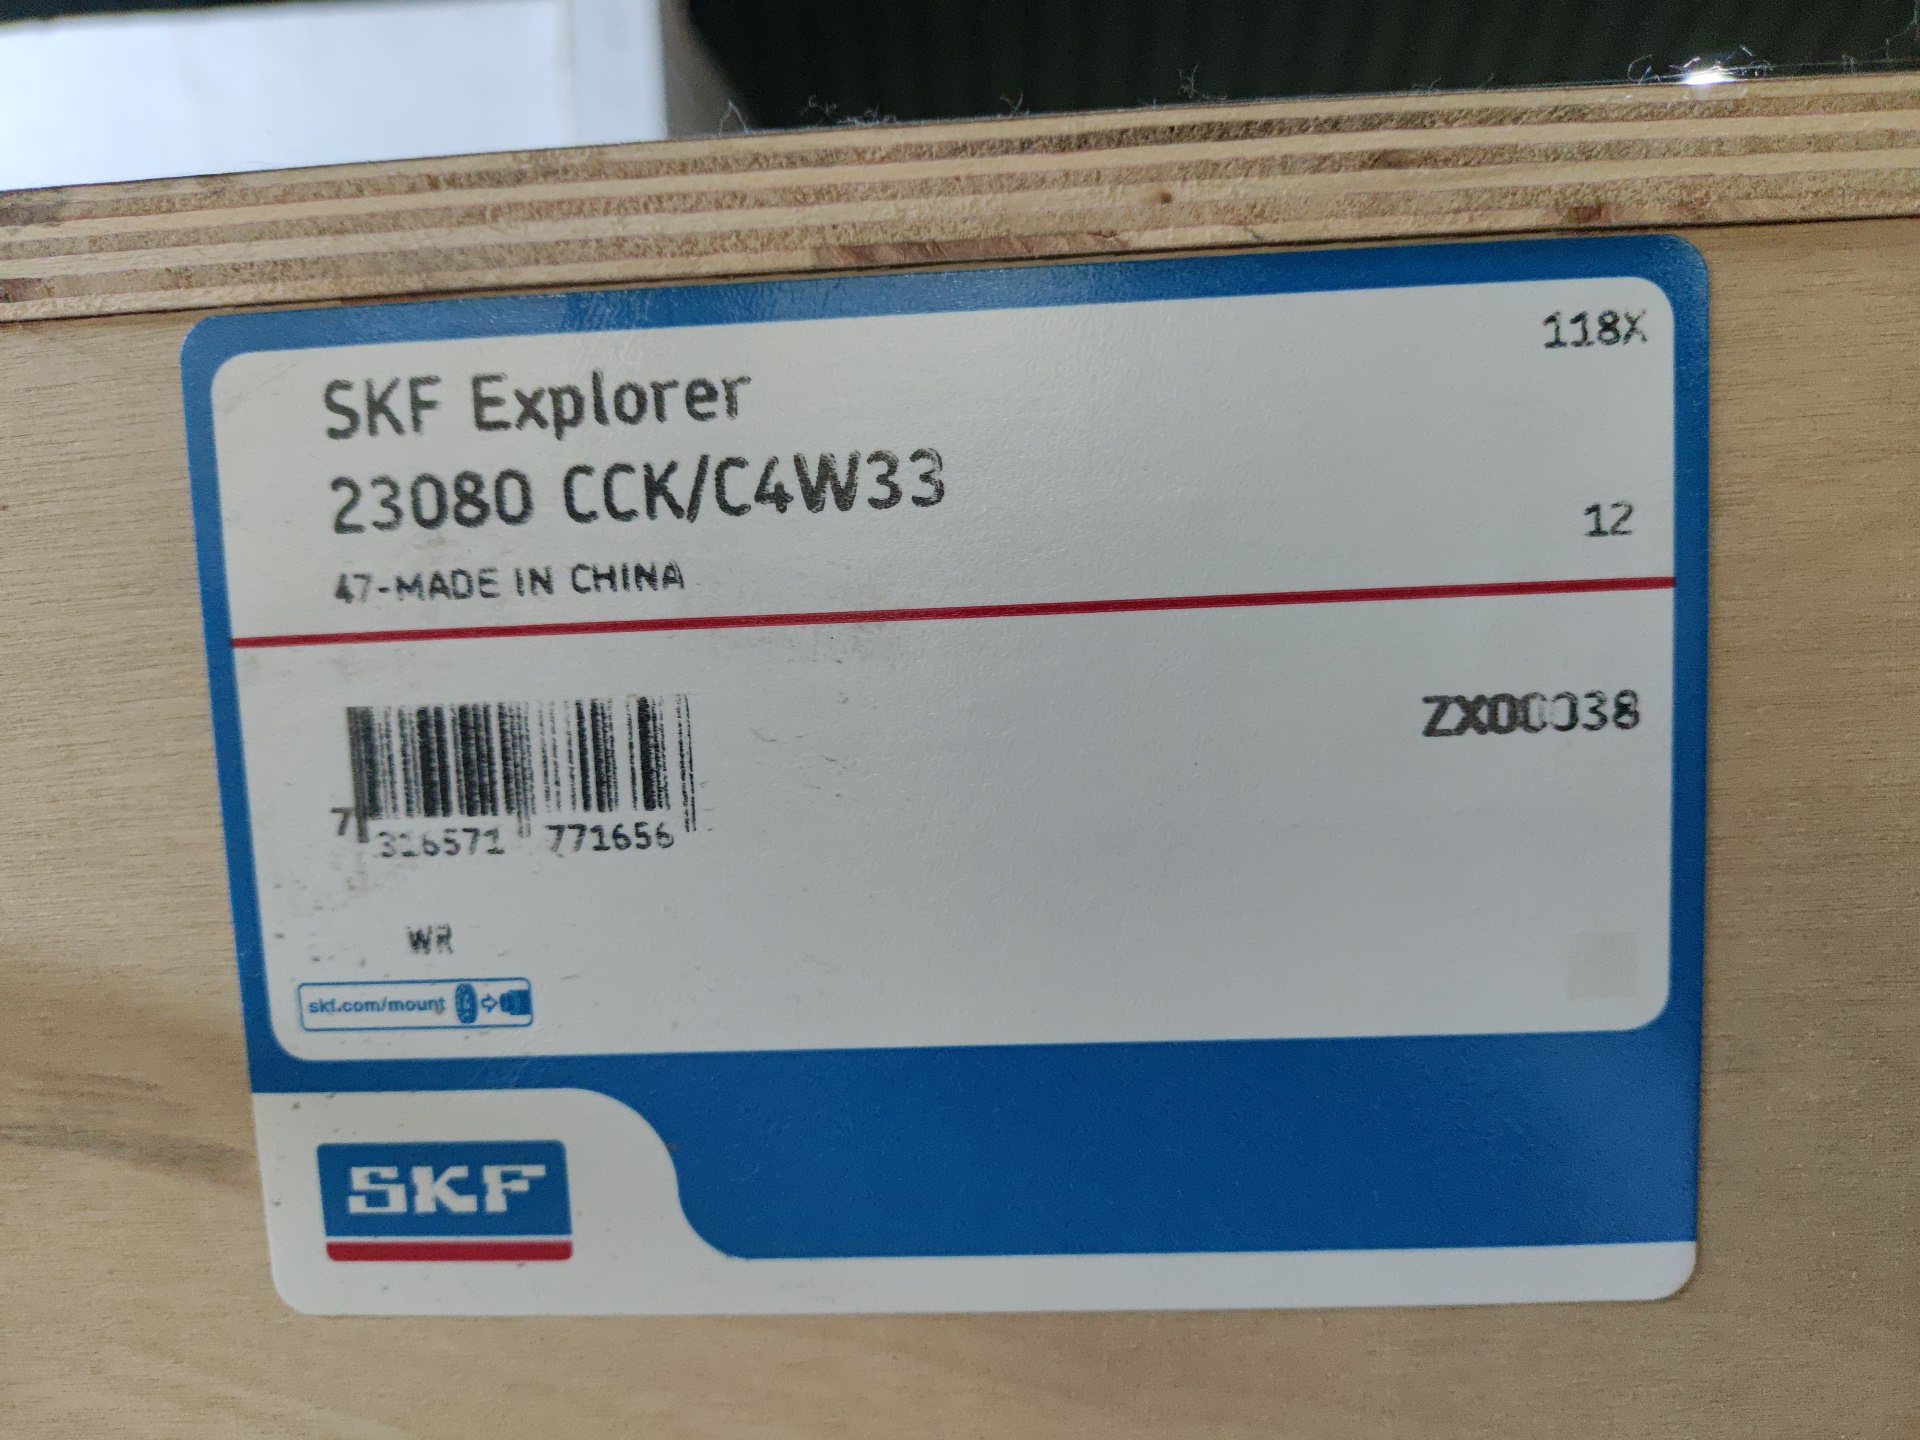 118X
SKF Explorer
23080 CCK/C4W33
12
47-MADE IN CHINA
ZX00038
7 316571 771656
WR
skf.com/mount
SKF